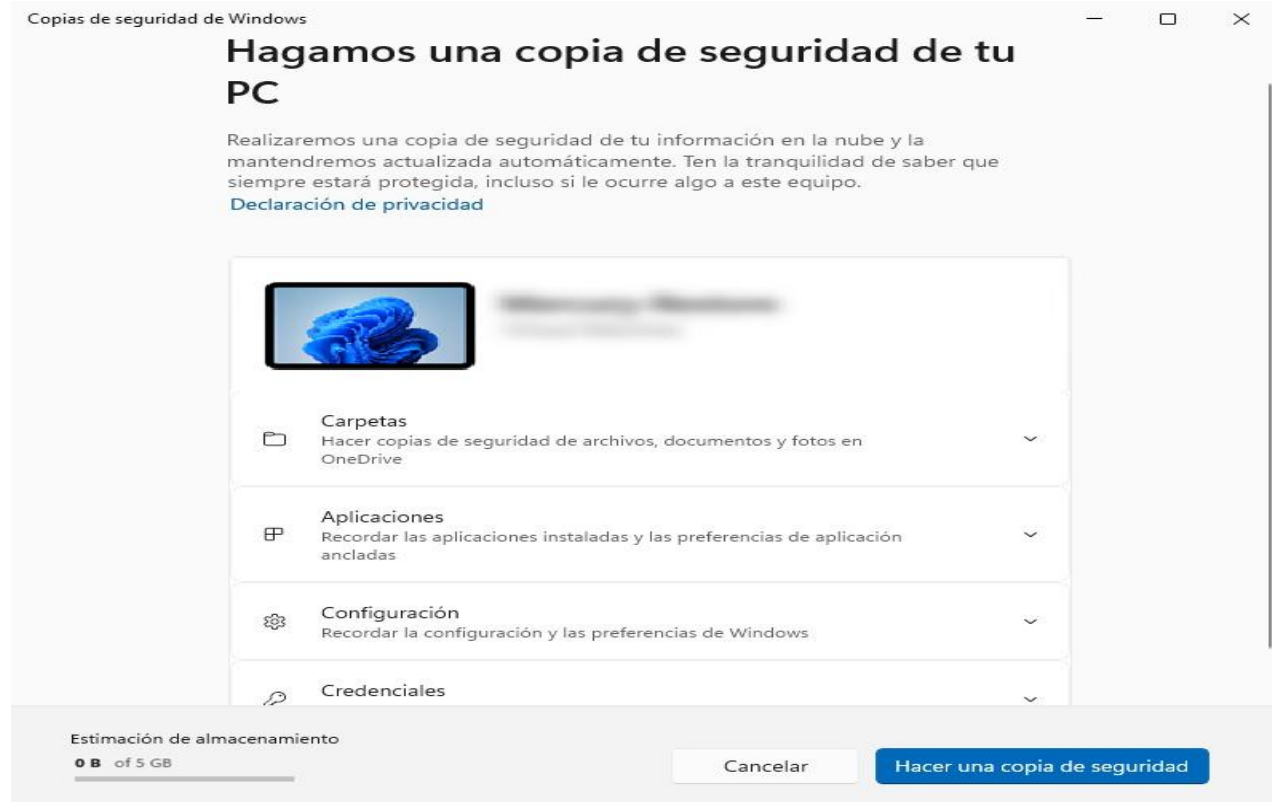 Copias de seguridad de Windows
Hagamos una copia de seguridad de tu
PC
Realizaremos una copia de seguridad de tu información en la nube y la
mantendremos actualizada automáticamente. Ten la tranquilidad de saber que
siempre estará protegida, incluso si le ocurre algo a este equipo.
Declaración de privacidad
Carpetas
Hacer copias de seguridad de archivos, documentos y fotos en
OneDrive
Aplicaciones
Recordar las aplicaciones instaladas y las preferencias de aplicación
ancladas
Configuración
Recordar la configuración y las preferencias de Windows
Credenciales
Estimación de almacenamiento
0 B of 5 GB
Cancelar
Hacer una copia de seguridad